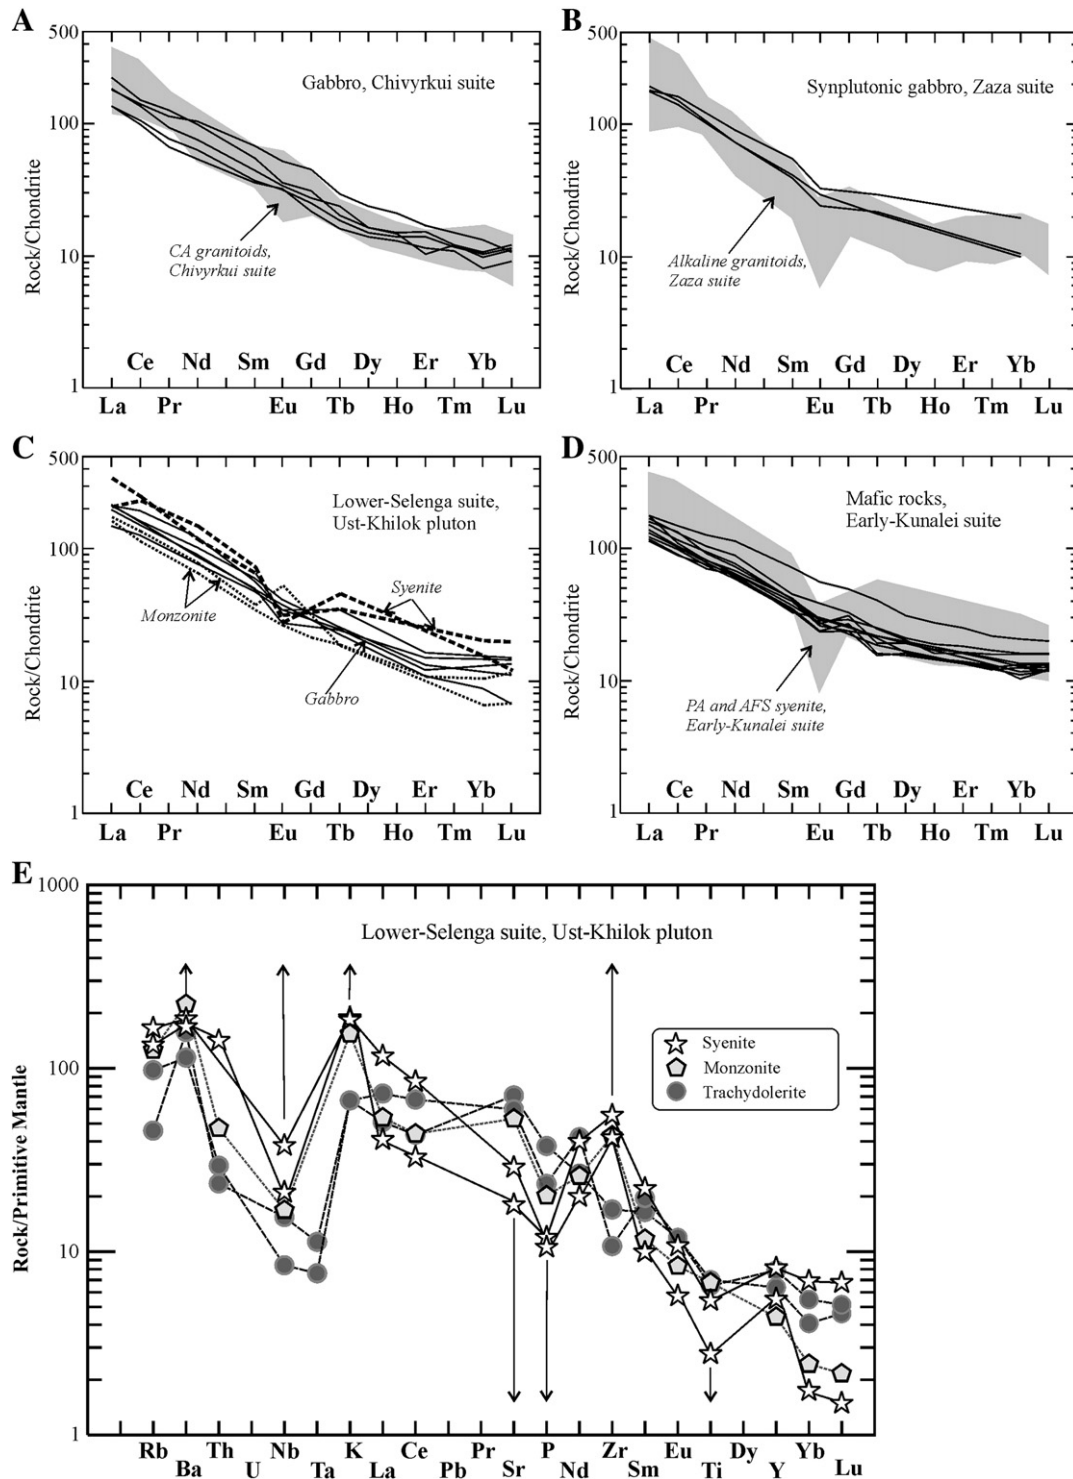 A
500
100
10
1
Rock/Chondrite
Gabbro, Chivyrkui suite
CA granitoids,
Chivyrkui suite
Ce Nd Sm Gd Dy Er Yb
La Pr Eu Tb Ho Tm Lu
B
500
100
10
1
Rock/Chondrite
Synplutonic gabbro, Zaza suite
Alkaline granitoids,
Zaza suite
Ce Nd Sm Gd Dy Er Yb
La Pr Eu Tb Ho Tm Lu
C
500
100
10
1
Rock/Chondrite
Lower-Selenga suite,
Ust-Khilok pluton
Syenite
Monzonite
Gabbro
Ce Nd Sm Gd Dy Er Yb
La Pr Eu Tb Ho Tm Lu
D
500
100
10
1
Rock/Chondrite
Mafic rocks,
Early-Kunalei suite
PA and AFS syenite,
Early-Kunalei suite
Ce Nd Sm Gd Dy Er Yb
La Pr Eu Tb Ho Tm Lu
E
1000
100
10
1
Rock/Primitive Mantle
Lower-Selenga suite, Ust-Khilok pluton
Syenite
Monzonite
Trachydolerite
Rb Th Nb K Ce Pr P Zr Eu Dy Yb
Ba U Ta La Pb Sr Nd Sm Ti Y Lu